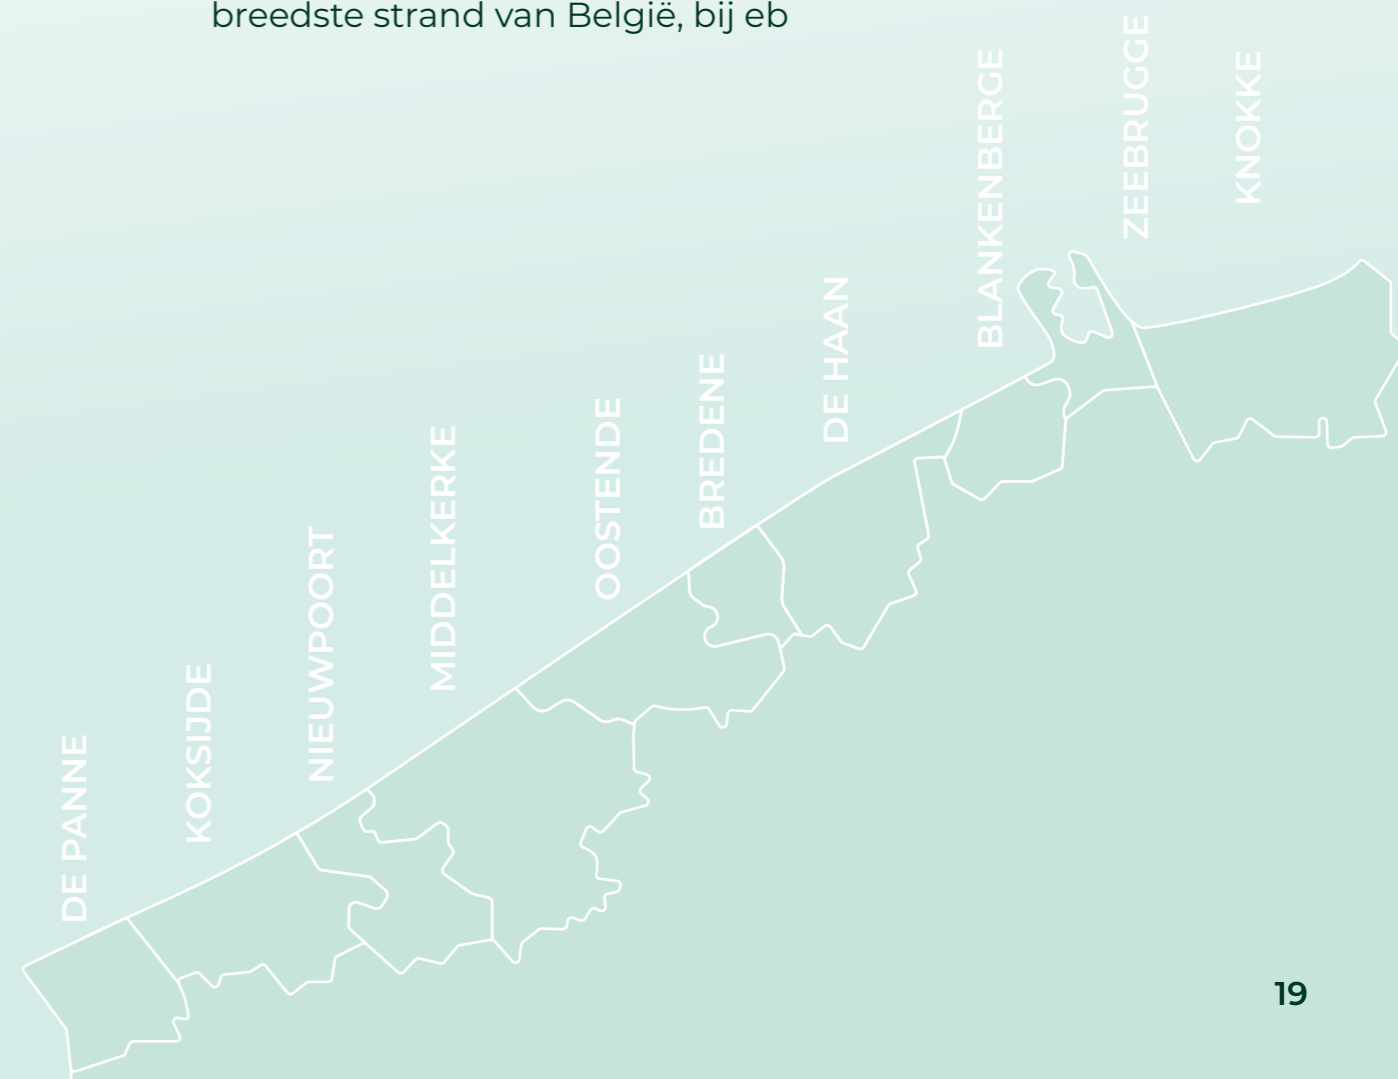 breedste strand van België, bij eb
DE PANNE
KOKSIJDE
NIEUWPOORT
MIDDELKERKE
OOSTENDE
BREDENE
DE HAAN
BLANKENBERGE
ZEEBRUGGE
KNOKKE
19